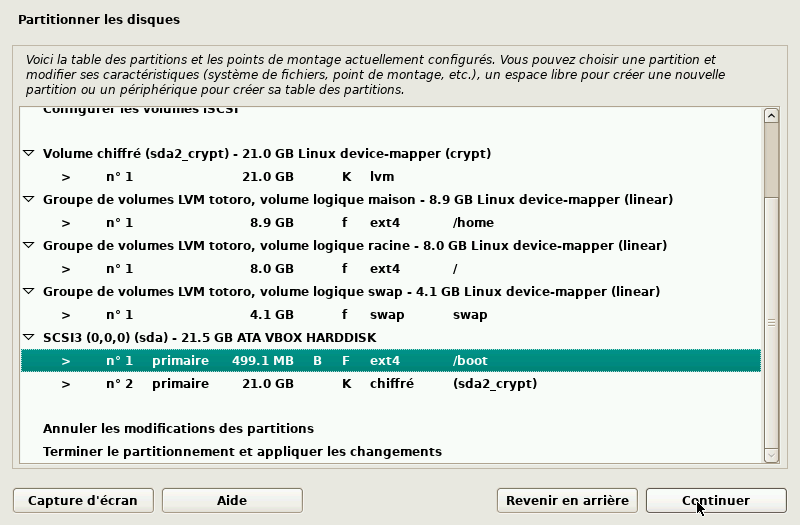 Partitionner les disques
Voici la table des partitions et les points de montage actuellement configurés. Vous pouvez choisir une partition et
modifier ses caractéristiques (système de fichiers, point de montage, etc.), un espace libre pour créer une nouvelle
partition ou un périphérique pour créer sa table des partitions.
Configurer les volumes iSCSI
Volume chiffré (sda2_crypt) - 21.0 GB Linux device-mapper (crypt)
> n° 1 21.0 GB K lvm
Groupe de volumes LVM totoro, volume logique maison - 8.9 GB Linux device-mapper (linear)
> n° 1 8.9 GB f ext4 /home
Groupe de volumes LVM totoro, volume logique racine - 8.0 GB Linux device-mapper (linear)
> n° 1 8.0 GB f ext4 /
Groupe de volumes LVM totoro, volume logique swap - 4.1 GB Linux device-mapper (linear)
> n° 1 4.1 GB f swap swap
SCSI3 (0,0,0) (sda) - 21.5 GB ATA VBOX HARDDISK
> n° 1 primaire 499.1 MB B F ext4 /boot
> n° 2 primaire 21.0 GB K chiffré (sda2_crypt)
Annuler les modifications des partitions
Terminer le partitionnement et appliquer les changements
Capture d'écran Aide Revenir en arrière Continuer